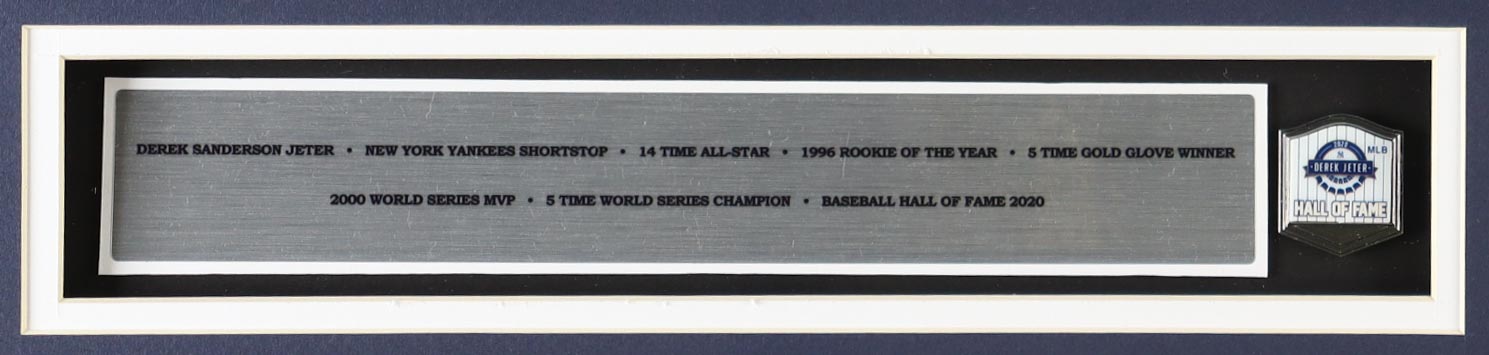 DEREK SANDERSON JETER • NEW YORK YANKEES SHORTSTOP • 14 TIME ALL-STAR • 1996 ROOKIE OF THE YEAR • 5 TIME GOLD GLOVE WINNER
2000 WORLD SERIES MVP • 5 TIME WORLD SERIES CHAMPION • BASEBALL HALL OF FAME 2020
MLB
2020
DEREK JETER
HALL OF FAME